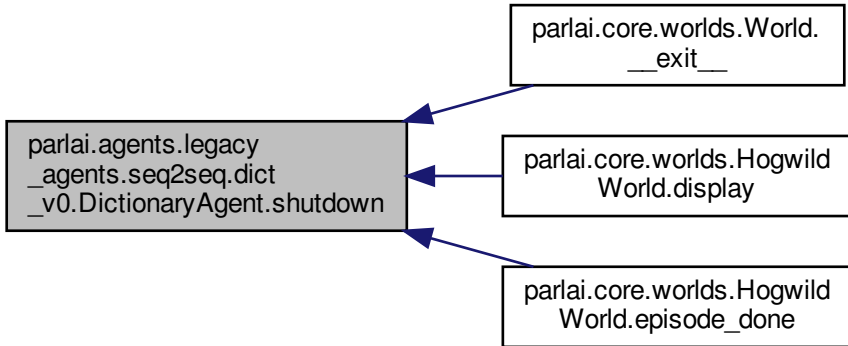 parlai.agents.legacy
_agents.seq2seq.dict
_v0.DictionaryAgent.shutdown
parlai.core.worlds.World.
__exit__
parlai.core.worlds.Hogwild
World.display
parlai.core.worlds.Hogwild
World.episode_done